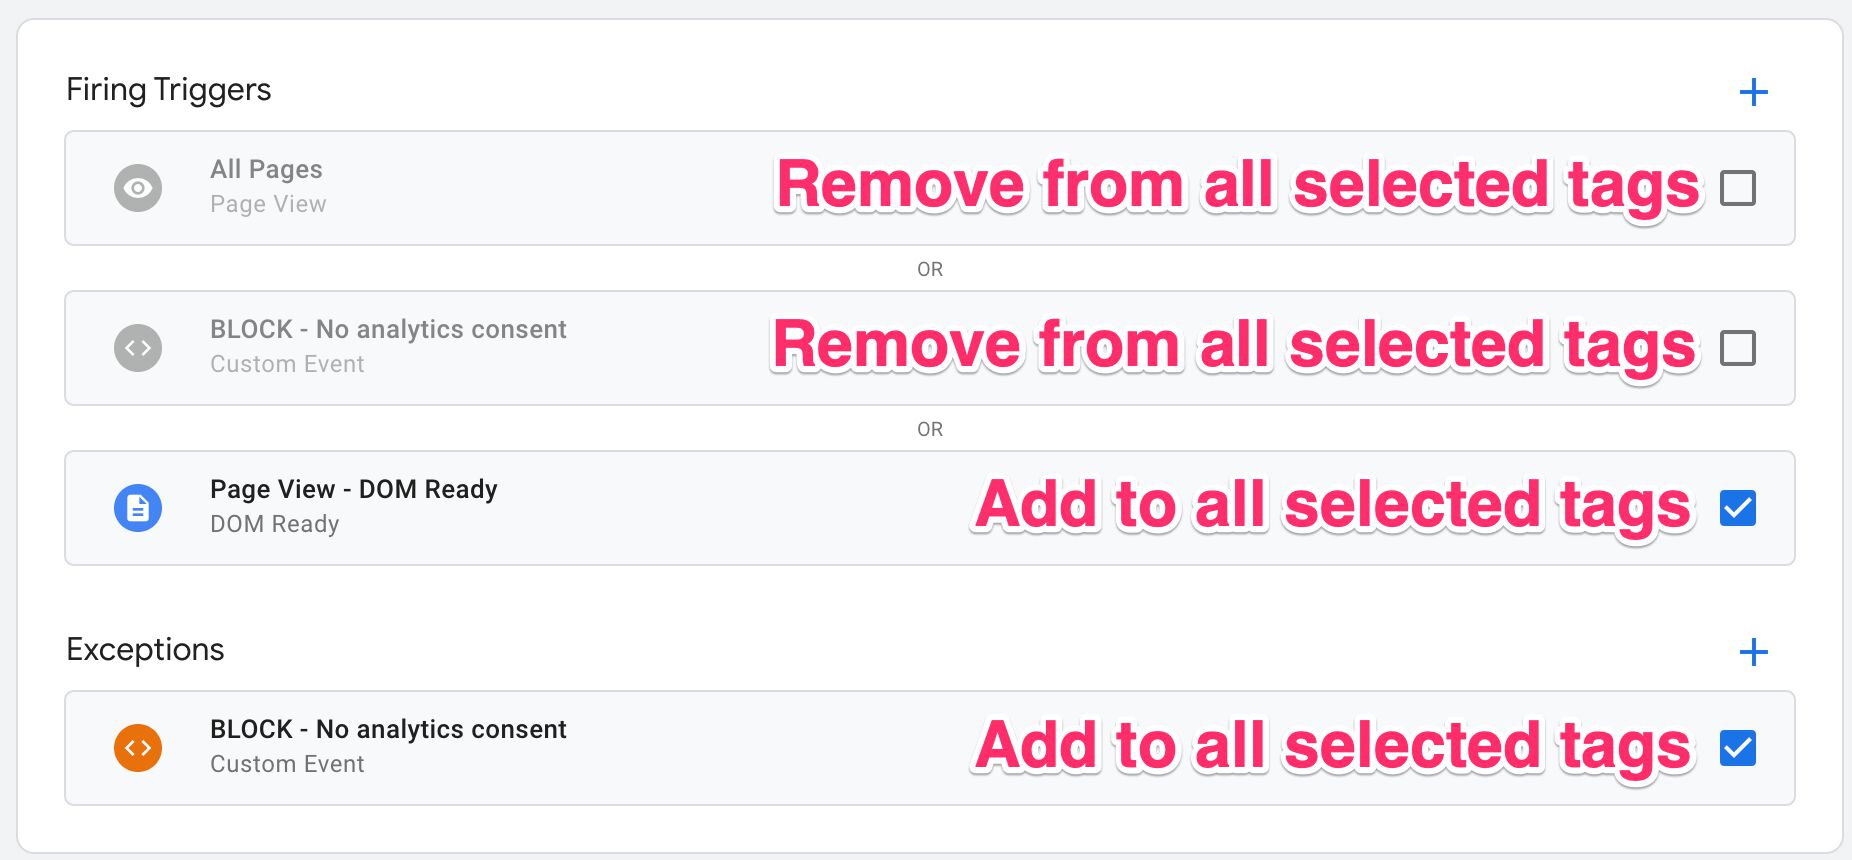 Firing Triggers
All Pages
Page View
Remove from all selected tags
OR
BLOCK - No analytics consent
Custom Event
Remove from all selected tags
OR
Page View - DOM Ready
DOM Ready
Add to all selected tags
Exceptions
BLOCK - No analytics consent
Custom Event
Add to all selected tags